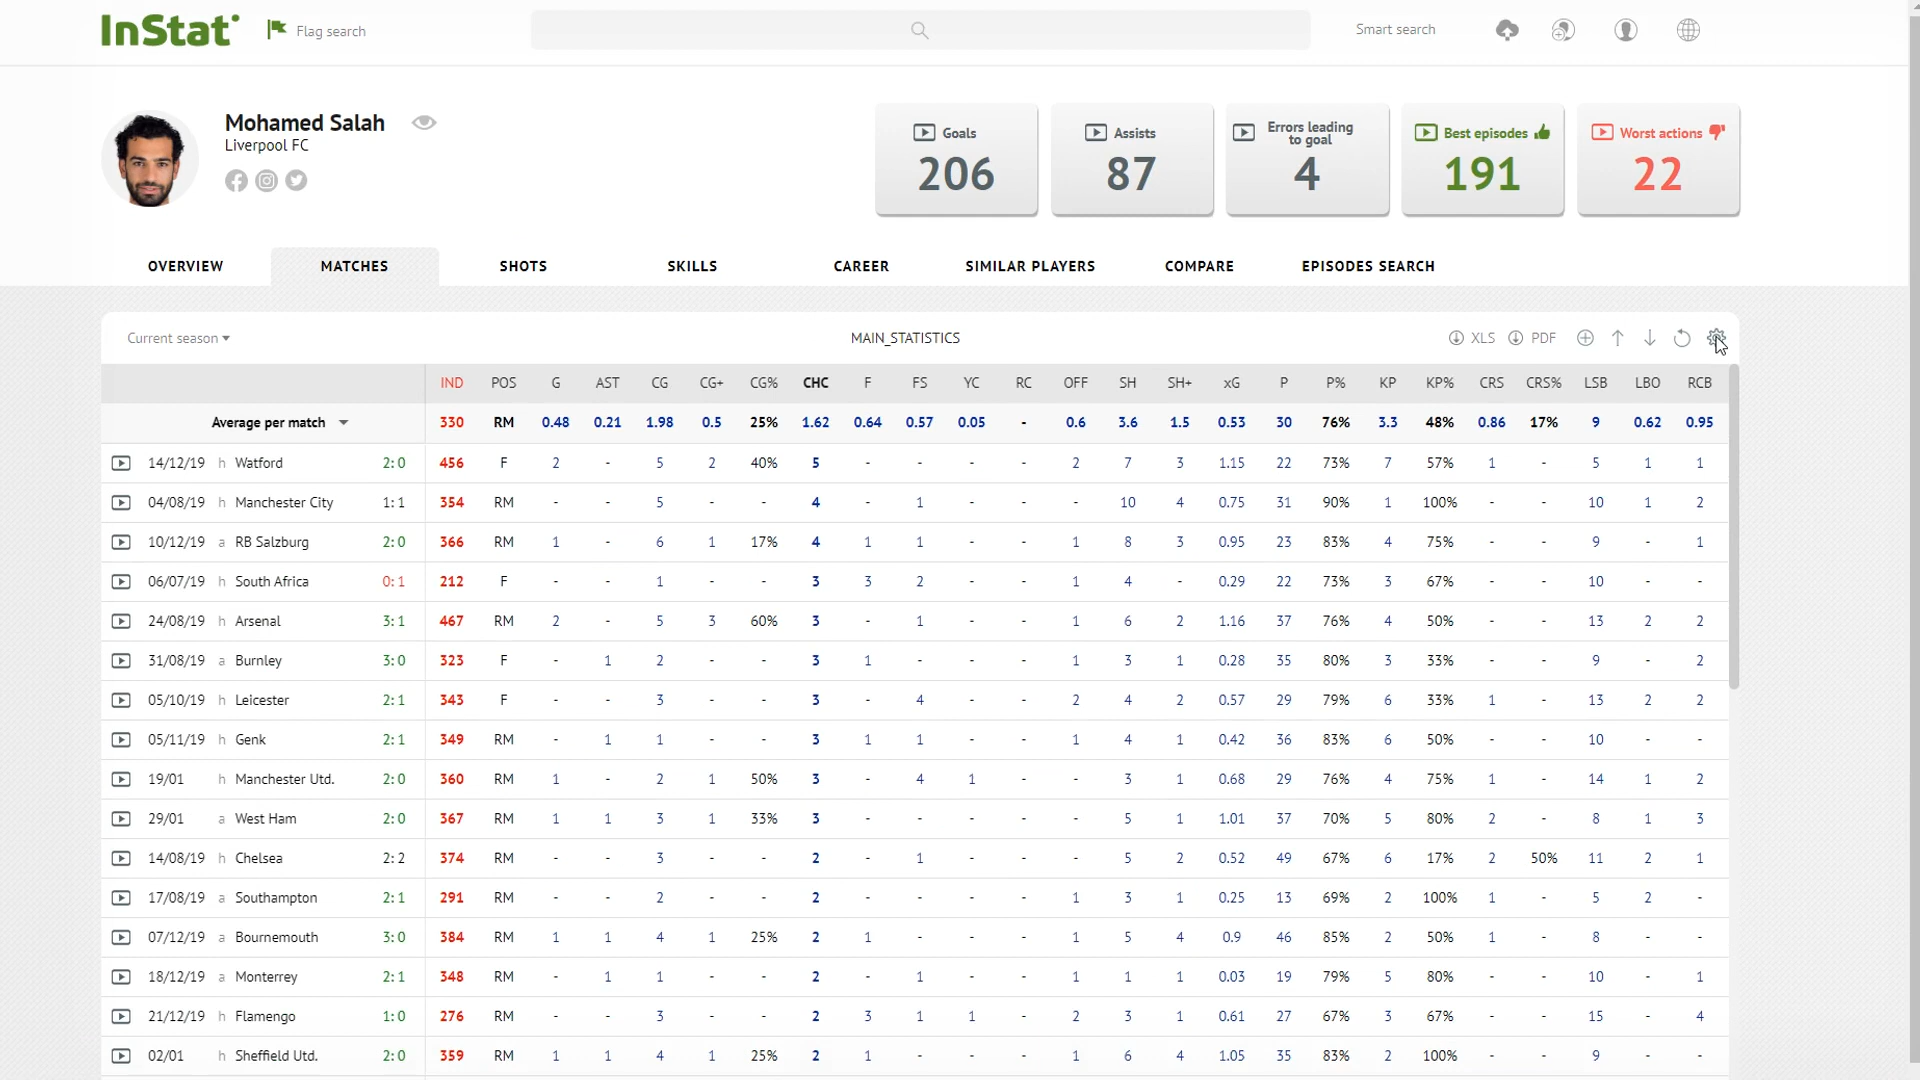 InStat Flag search Smart search
Mohamed Salah
Liverpool FC
Goals
206
Assists
87
Errors leading
to goal
4
Best episodes
191
Worst actions
22
OVERVIEW MATCHES SHOTS SKILLS CAREER SIMILAR PLAYERS COMPARE EPISODES SEARCH
Current season MAIN_STATISTICS XLS PDF
IND POS G AST CG CG+ CG% CHC F FS YC RC OFF SH SH+ xG P P% KP KP% CRS CRS% LSB LBO RCB
Average per match 330 RM 0.48 0.21 1.98 0.5 25% 1.62 0.64 0.57 0.05 - 0.6 3.6 1.5 0.53 30 76% 3.3 48% 0.86 17% 9 0.62 0.95
14/12/19 h Watford 2:0 456 F 2 - 5 2 40% 5 - - - - 2 7 3 1.15 22 73% 7 57% 1 - 5 1 1
04/08/19 h Manchester City 1:1 354 RM - - 5 - - 4 - 1 - - - 10 4 0.75 31 90% 1 100% - - 10 1 2
10/12/19 a RB Salzburg 2:0 366 RM 1 - 6 1 17% 4 1 1 - - 1 8 3 0.95 23 83% 4 75% - - 9 - 1
06/07/19 h South Africa 0:1 212 F - - 1 - - 3 3 2 - - 1 4 - 0.29 22 73% 3 67% - - 10 - -
24/08/19 h Arsenal 3:1 467 RM 2 - 5 3 60% 3 - 1 - - 1 6 2 1.16 37 76% 4 50% - - 13 2 2
31/08/19 a Burnley 3:0 323 F - 1 2 - - 3 1 - - - 1 3 1 0.28 35 80% 3 33% - - 9 - 2
05/10/19 h Leicester 2:1 343 F - - 3 - - 3 - 4 - - 2 4 2 0.57 29 79% 6 33% 1 - 13 2 2
05/11/19 h Genk 2:1 349 RM - 1 1 - - 3 1 1 - - 1 4 1 0.42 36 83% 6 50% - - 10 - -
19/01 h Manchester Utd. 2:0 360 RM 1 - 2 1 50% 3 - 4 1 - - 3 1 0.68 29 76% 4 75% 1 - 14 1 2
29/01 a West Ham 2:0 367 RM 1 1 3 1 33% 3 - - - - - 5 1 1.01 37 70% 5 80% 2 - 8 1 3
14/08/19 h Chelsea 2:2 374 RM - - 3 - - 2 - 1 - - - 5 2 0.52 49 67% 6 17% 2 50% 11 2 1
17/08/19 a Southampton 2:1 291 RM - - 2 - - 2 - - - - 1 3 1 0.25 13 69% 2 100% 1 - 5 2 -
07/12/19 a Bournemouth 3:0 384 RM 1 1 4 1 25% 2 1 - - - 1 5 4 0.9 46 85% 2 50% 1 - 8 - -
18/12/19 a Monterrey 2:1 348 RM - 1 1 - - 2 - 1 - - 1 1 1 0.03 19 79% 5 80% - - 10 - 1
21/12/19 h Flamengo 1:0 276 RM - - 3 - - 2 3 1 1 - 2 3 1 0.61 27 67% 3 67% - - 15 - 4
02/01 h Sheffield Utd. 2:0 359 RM 1 1 4 1 25% 2 1 - - - 1 6 4 1.05 35 83% 2 100% - - 9 - -